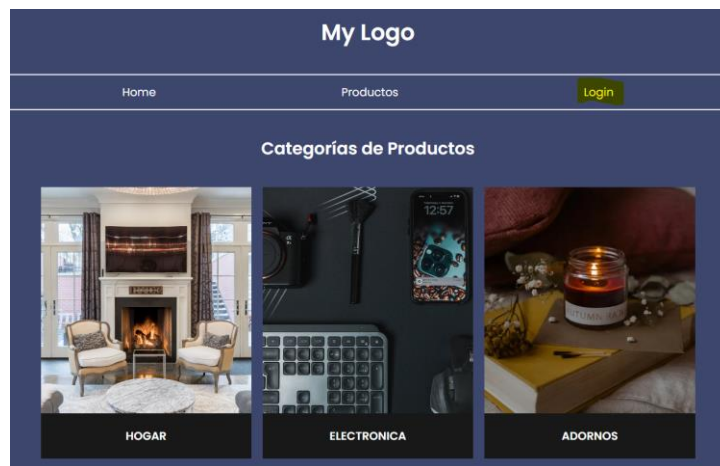 My Logo
Home Productos Login
Categorías de Productos
12:57
HOGAR ELECTRONICA ADORNOS